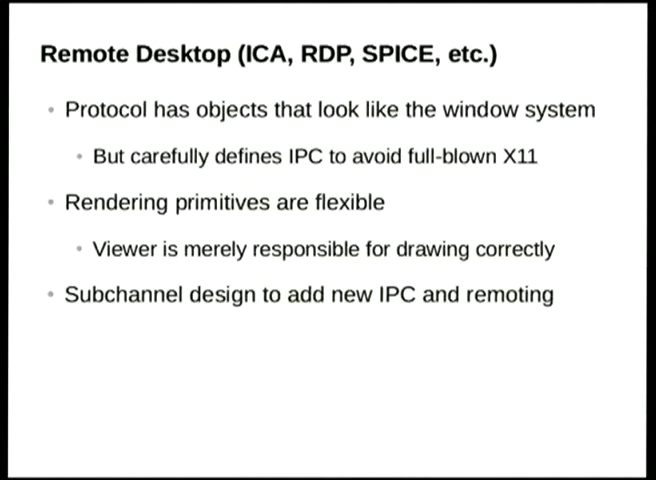 Remote Desktop (ICA, RDP, SPICE, etc.)
• Protocol has objects that look like the window system
• But carefully defines IPC to avoid full-blown X11
• Rendering primitives are flexible
• Viewer is merely responsible for drawing correctly
• Subchannel design to add new IPC and remoting